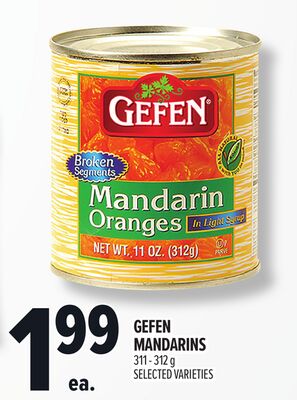 GEFEN®
Broken
Segments
Mandarin
Oranges
In Light Syrup
NET WT. 11 OZ. (312g)
1.99
ea.
GEFEN
MANDARINS
311 - 312 g
SELECTED VARIETIES